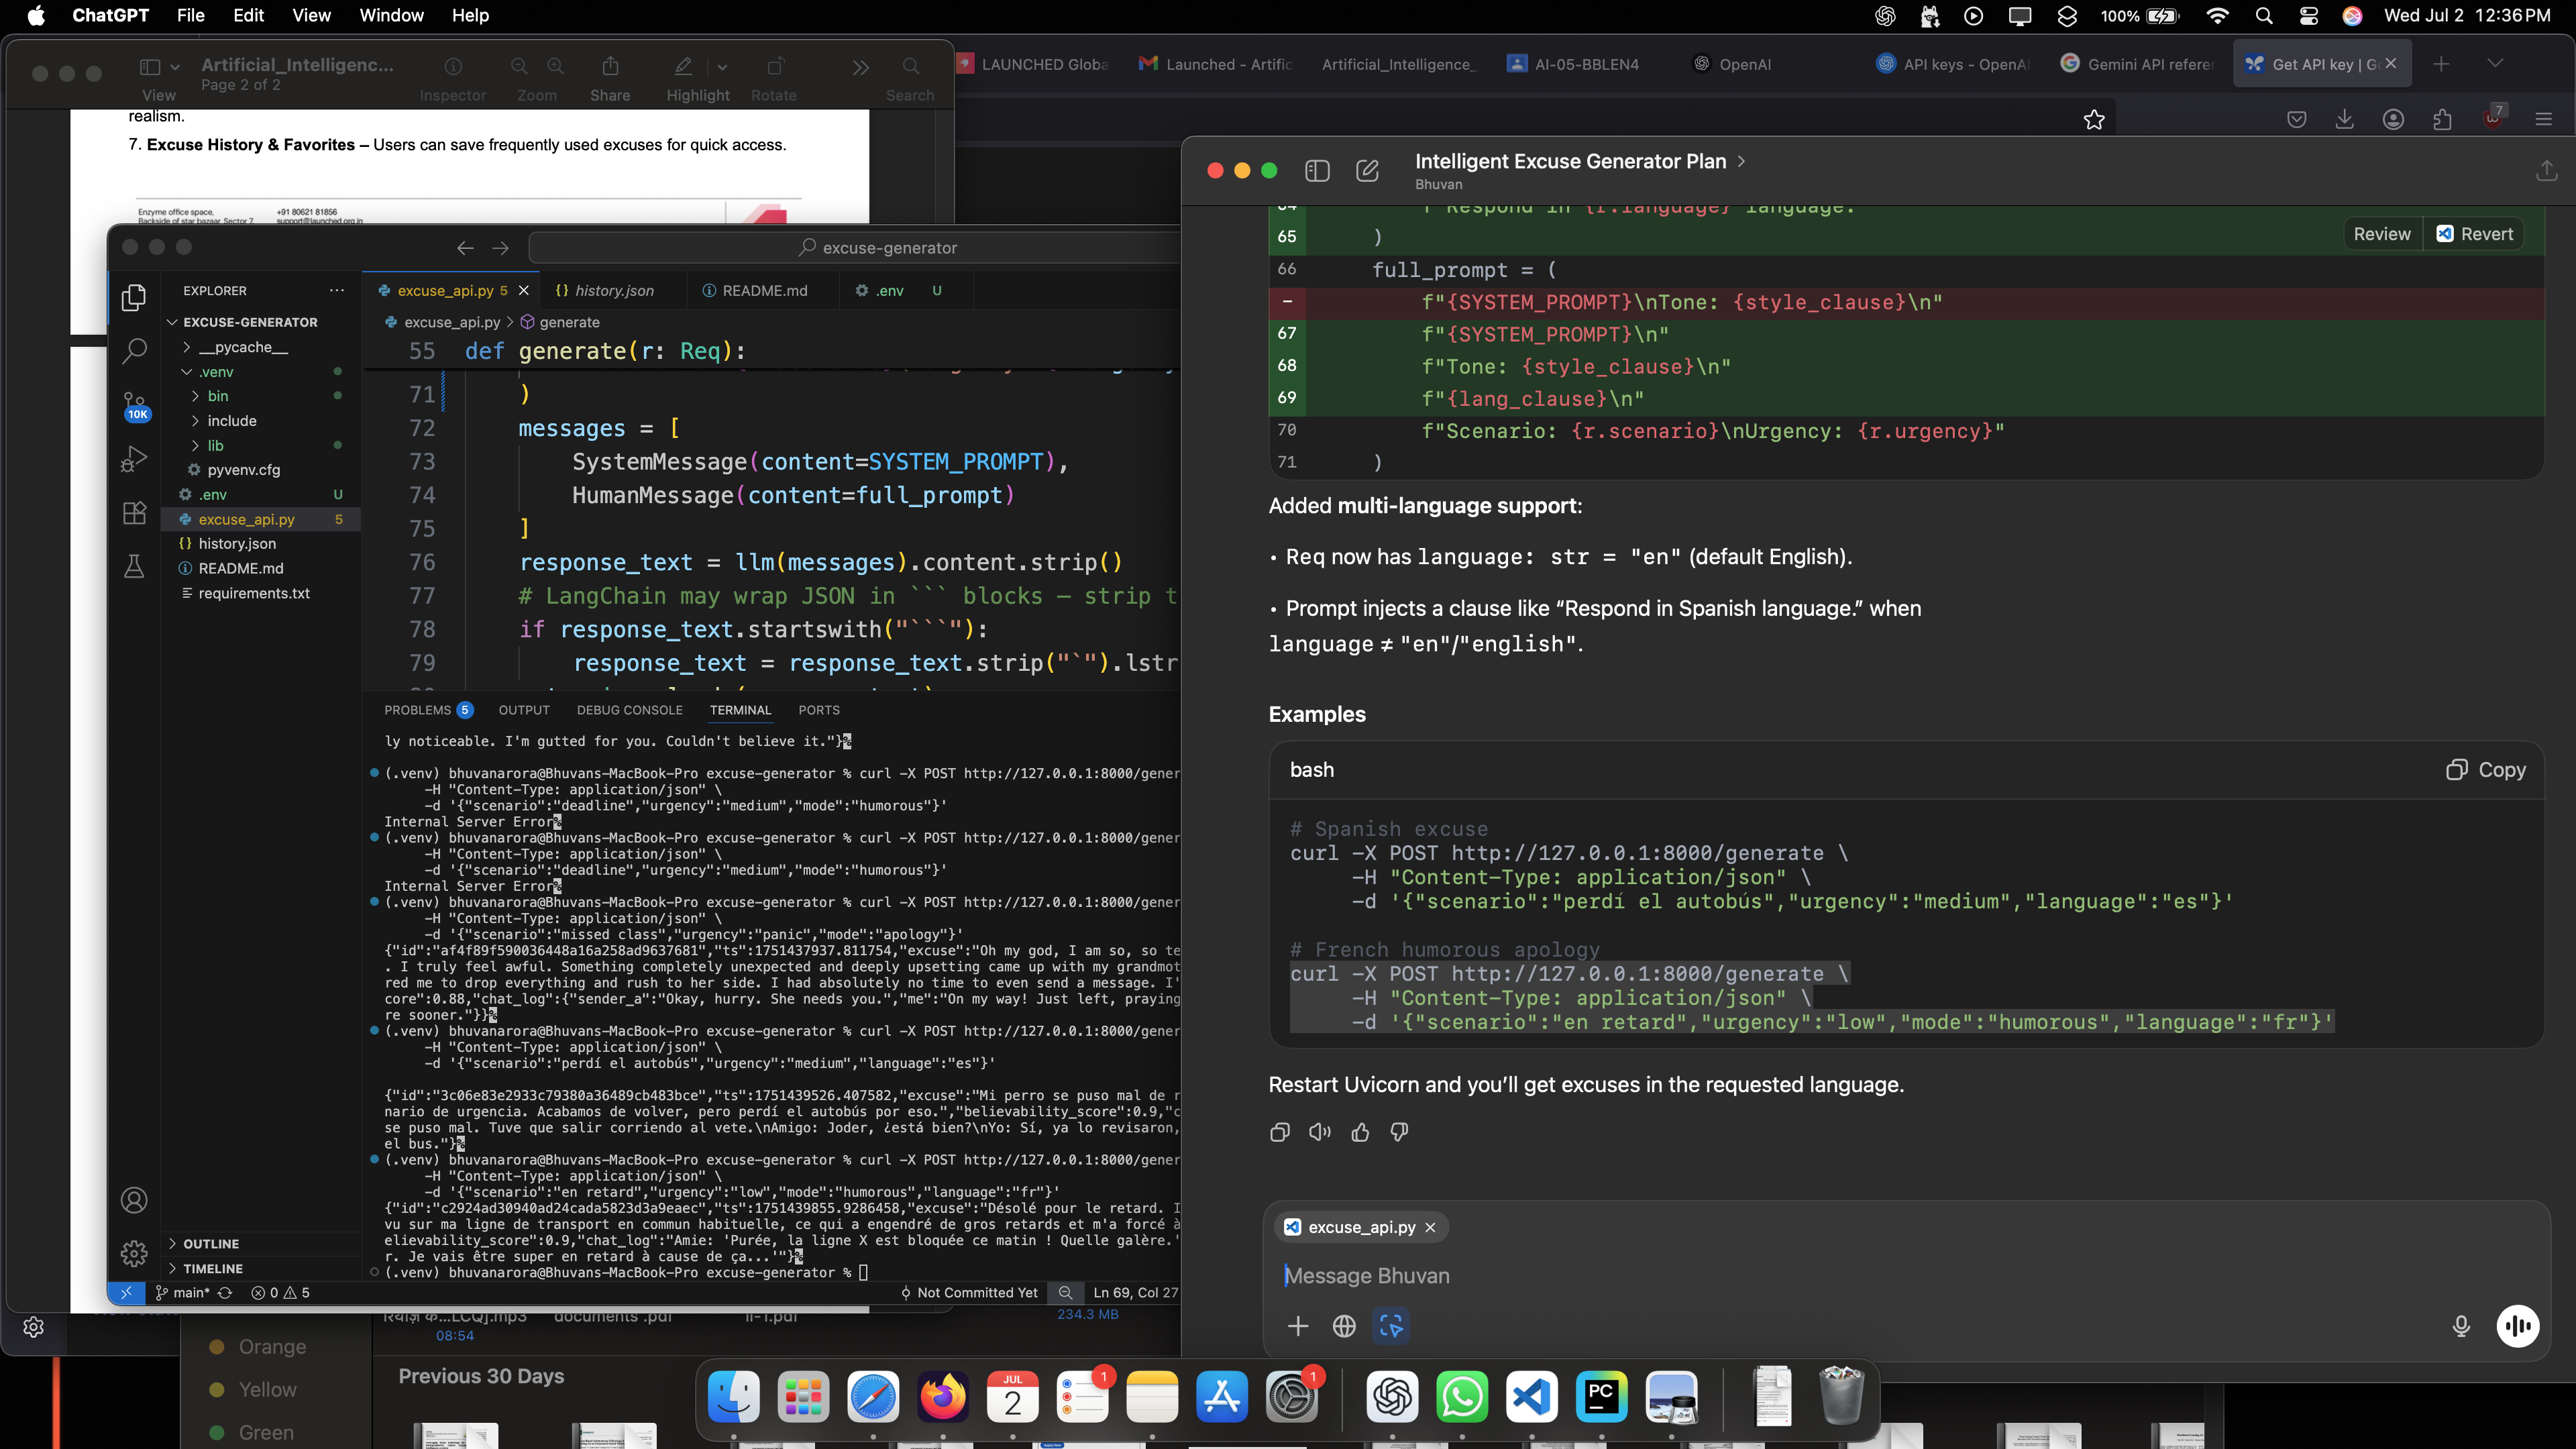 ChatGPT File Edit View Window Help
100% Wed Jul 2 12:36 PM
Artificial_Intelligenc...
Page 2 of 2
View Inspector Zoom Share Highlight Rotate Search
LAUNCHED Globa
Launched - Artific
Artificial_Intelligence_
AI-05-BBLEN4
OpenAI
API keys - OpenAI
Gemini API referer
Get API key | G
7
realism.
7. Excuse History & Favorites – Users can save frequently used excuses for quick access.
Enzyme office space,
Backside of star bazaar, Sector 7
+91 80621 81856
support@launched.org.in
excuse-generator
EXPLORER
EXCUSE-GENERATOR
__pycache__
.venv
bin
include
lib
pyvenv.cfg
.env U
excuse_api.py 5
history.json
README.md
requirements.txt
10K
OUTLINE
TIMELINE
excuse_api.py 5
{} history.json
README.md
.env U
excuse_api.py > generate
55 def generate(r: Req):
71 )
72 messages = [
73 SystemMessage(content=SYSTEM_PROMPT),
74 HumanMessage(content=full_prompt)
75 ]
76 response_text = llm(messages).content.strip()
77 # LangChain may wrap JSON in ``` blocks — strip t
78 if response_text.startswith("```"):
79 response_text = response_text.strip("`").lstr
PROBLEMS 5 OUTPUT DEBUG CONSOLE TERMINAL PORTS
ly noticeable. I'm gutted for you. Couldn't believe it."}%
(.venv) bhuvanarora@Bhuvans-MacBook-Pro excuse-generator % curl -X POST http://127.0.0.1:8000/gener
-H "Content-Type: application/json" \
-d '{"scenario":"deadline","urgency":"medium","mode":"humorous"}'
Internal Server Error%
(.venv) bhuvanarora@Bhuvans-MacBook-Pro excuse-generator % curl -X POST http://127.0.0.1:8000/gener
-H "Content-Type: application/json" \
-d '{"scenario":"deadline","urgency":"medium","mode":"humorous"}'
Internal Server Error%
(.venv) bhuvanarora@Bhuvans-MacBook-Pro excuse-generator % curl -X POST http://127.0.0.1:8000/gener
-H "Content-Type: application/json" \
-d '{"scenario":"missed class","urgency":"panic","mode":"apology"}'
{"id":"af4f89f590036448a16a258ad9637681","ts":1751437937.811754,"excuse":"Oh my god, I am so, so te
. I truly feel awful. Something completely unexpected and deeply upsetting came up with my grandmot
red me to drop everything and rush to her side. I had absolutely no time to even send a message. I'
core":0.88,"chat_log":{"sender_a":"Okay, hurry. She needs you.","me":"On my way! Just left, praying
re sooner."}}%
(.venv) bhuvanarora@Bhuvans-MacBook-Pro excuse-generator % curl -X POST http://127.0.0.1:8000/gener
-H "Content-Type: application/json" \
-d '{"scenario":"perdí el autobús","urgency":"medium","language":"es"}'
{"id":"3c06e83e2933c79380a36489cb483bce","ts":1751439526.407582,"excuse":"Mi perro se puso mal de r
nario de urgencia. Acabamos de volver, pero perdí el autobús por eso.","believability_score":0.9,"c
se puso mal. Tuve que salir corriendo al vete.\nAmigo: Joder, ¿está bien?\nYo: Sí, ya lo revisaron,
el bus."}%
(.venv) bhuvanarora@Bhuvans-MacBook-Pro excuse-generator % curl -X POST http://127.0.0.1:8000/gener
-H "Content-Type: application/json" \
-d '{"scenario":"en retard","urgency":"low","mode":"humorous","language":"fr"}'
{"id":"c2924ad30940ad24cada5823d3a9eaec","ts":1751439855.9286458,"excuse":"Désolé pour le retard. I
vu sur ma ligne de transport en commun habituelle, ce qui a engendré de gros retards et m'a forcé à
elievability_score":0.9,"chat_log":"Amie: 'Purée, la ligne X est bloquée ce matin ! Quelle galère.'
r. Je vais être super en retard à cause de ça...'"}%
(.venv) bhuvanarora@Bhuvans-MacBook-Pro excuse-generator %
main* 0 5 Not Committed Yet Ln 69, Col 27
documents .pdf
08:54
234.3 MB
Orange
Yellow
Green
Previous 30 Days
Intelligent Excuse Generator Plan >
Bhuvan
64 f"Respond in {r.language} language."
65 )
Review Revert
66 full_prompt = (
- f"{SYSTEM_PROMPT}\nTone: {style_clause}\n"
67 f"{SYSTEM_PROMPT}\n"
68 f"Tone: {style_clause}\n"
69 f"{lang_clause}\n"
70 f"Scenario: {r.scenario}\nUrgency: {r.urgency}"
71 )
Added multi-language support:
• Req now has language: str = "en" (default English).
• Prompt injects a clause like “Respond in Spanish language.” when
language ≠ "en"/"english".
Examples
bash Copy
# Spanish excuse
curl -X POST http://127.0.0.1:8000/generate \
-H "Content-Type: application/json" \
-d '{"scenario":"perdí el autobús","urgency":"medium","language":"es"}'
# French humorous apology
curl -X POST http://127.0.0.1:8000/generate \
-H "Content-Type: application/json" \
-d '{"scenario":"en retard","urgency":"low","mode":"humorous","language":"fr"}'
Restart Uvicorn and you’ll get excuses in the requested language.
excuse_api.py
Message Bhuvan
JUL
2
1
1
PC